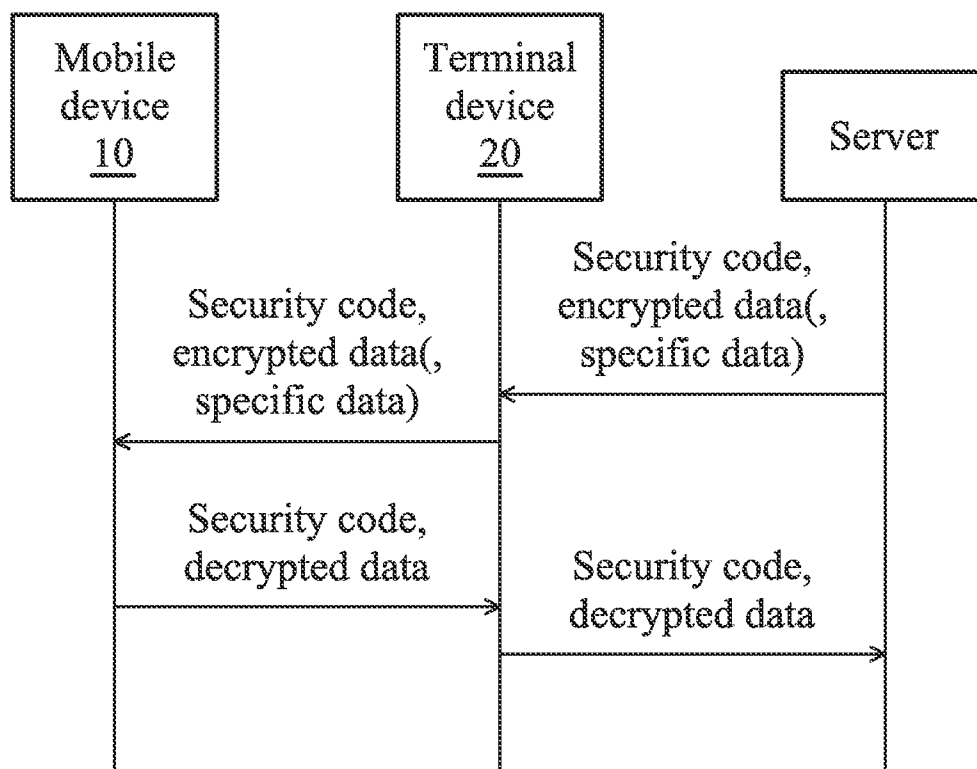 Mobile
device
10
Terminal
device
20
Server
Security code,
encrypted data(,
specific data)
Security code,
encrypted data(,
specific data)
Security code,
decrypted data
Security code,
decrypted data